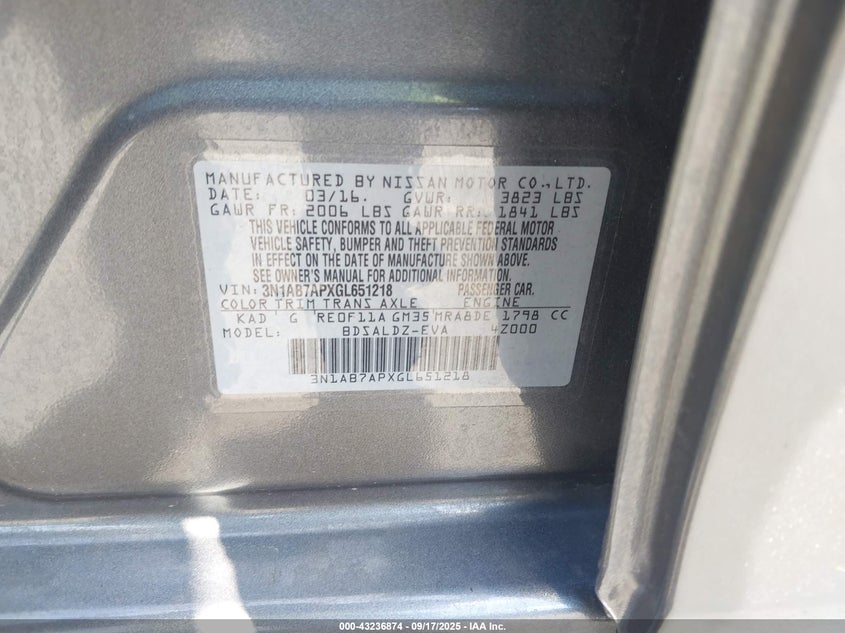 MANUFACTURED BY NISSAN MOTOR CO.,LTD.
DATE: 03/16. GVWR: 3823 LBS
GAWR FR: 2006 LBS GAWR RR: 1841 LBS
THIS VEHICLE CONFORMS TO ALL APPLICABLE FEDERAL MOTOR
VEHICLE SAFETY, BUMPER AND THEFT PREVENTION STANDARDS
IN EFFECT ON THE DATE OF MANUFACTURE SHOWN ABOVE.
SEE OWNER'S MANUAL FOR ADDITIONAL INFORMATION.
VIN: 3N1AB7APXGL651218 PASSENGER CAR.
COLOR TRIM TRANS AXLE ENGINE
KAD G RE0F11A GM35 MRA8DE 1798 CC
MODEL: BDSALDZ-EVA 4Z000
3N1AB7APXGL651218
000-43236874 - 09/17/2025 - IAA Inc.